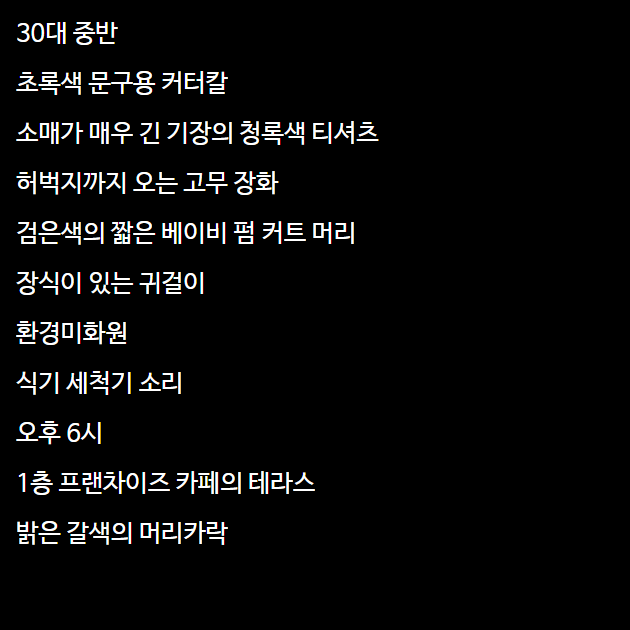 30대 중반
초록색 문구용 커터칼
소매가 매우 긴 기장의 청록색 티셔츠
허벅지까지 오는 고무 장화
검은색의 짧은 베이비 펌 커트 머리
장식이 있는 귀걸이
환경미화원
식기 세척기 소리
오후 6시
1층 프랜차이즈 카페의 테라스
밝은 갈색의 머리카락